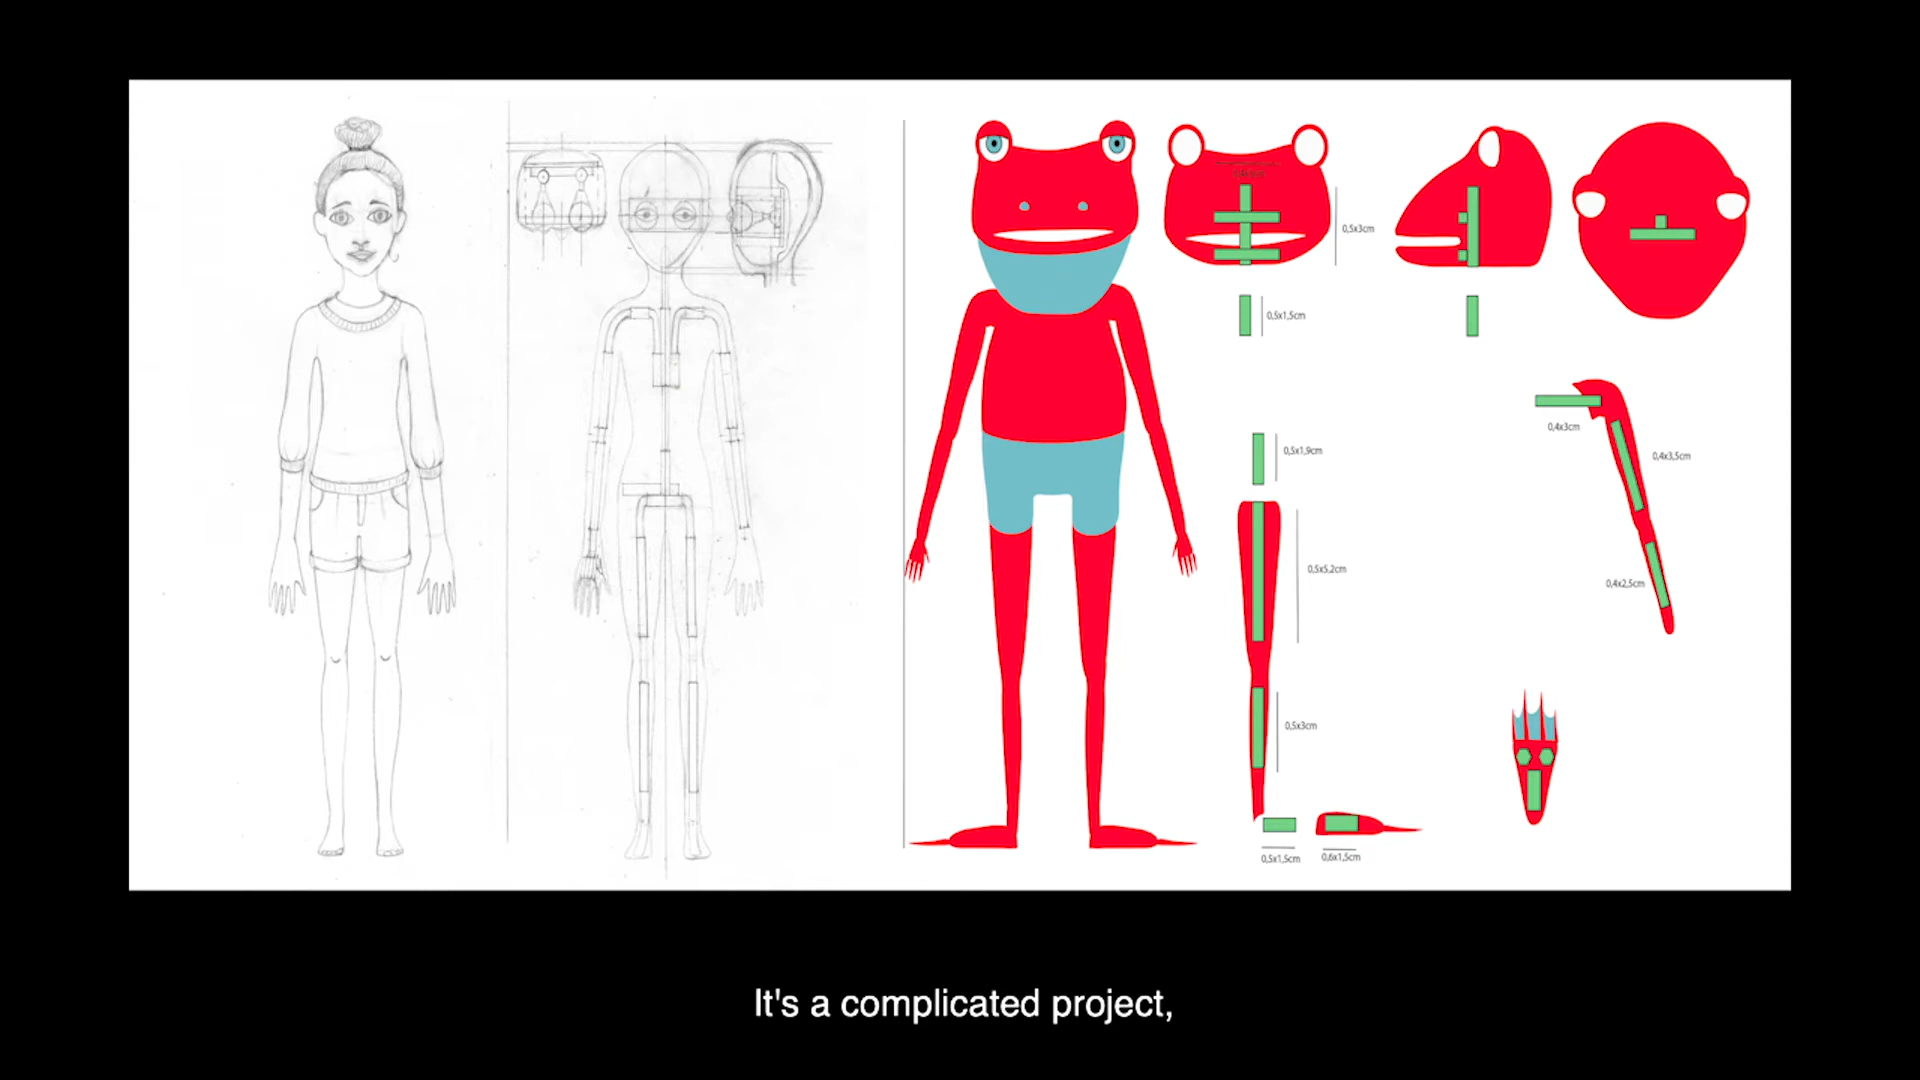 0,5x3cm
0,5x1,5cm
0,4x3cm
0,5x1,9cm
0,4x3,5cm
0,5x5,2cm
0,4x2,5cm
0,5x3cm
0,5x1,5cm
0,6x1,5cm
It's a complicated project,